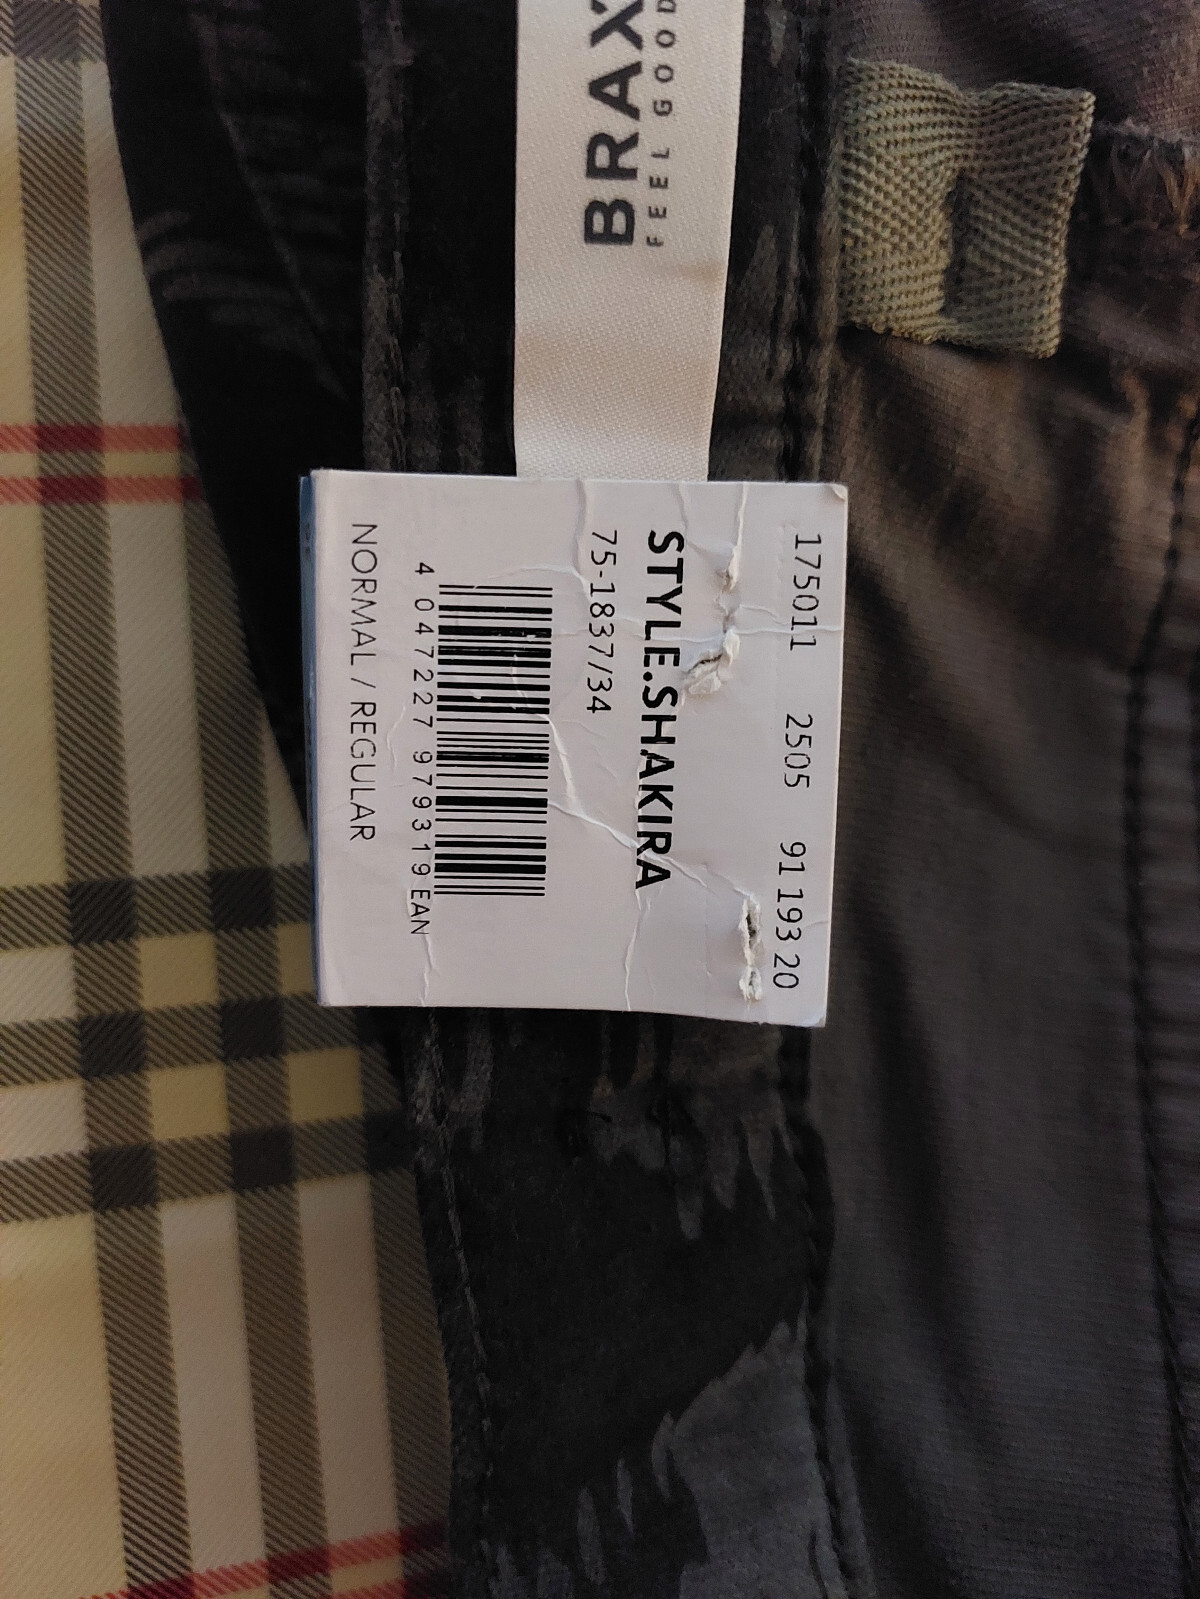 BRAX
FEEL GOOD
175011 2505 91 193 20
STYLE.SHAKIRA
75-1837/34
4 047227 979319 EAN
NORMAL / REGULAR